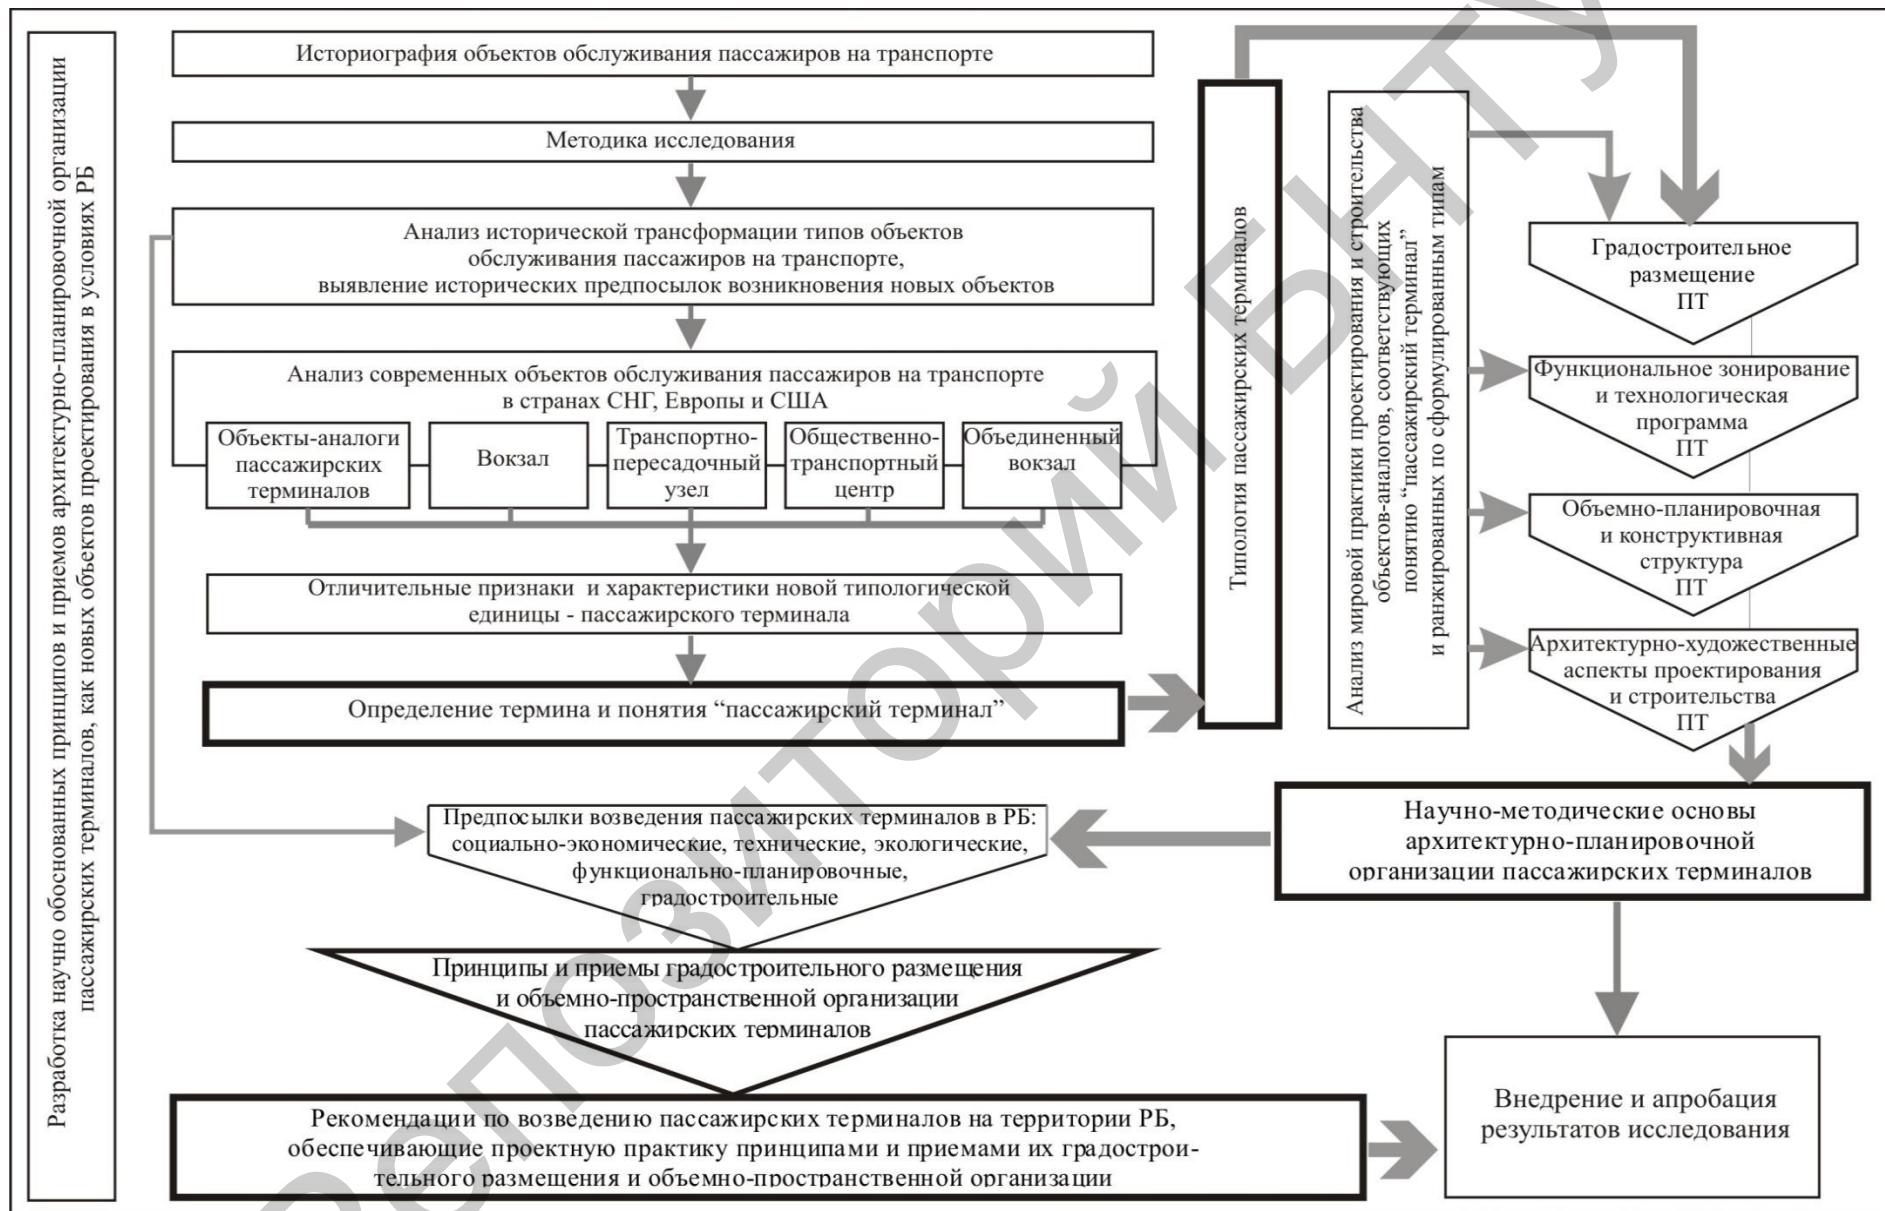 Разработка научно обоснованных принципов и приемов архитектурно-планировочной организации
пассажирских терминалов, как новых объектов проектирования в условиях РБ
Историография объектов обслуживания пассажиров на транспорте
Методика исследования
Анализ исторической трансформации типов объектов
обслуживания пассажиров на транспорте,
выявление исторических предпосылок возникновения новых объектов
Анализ современных объектов обслуживания пассажиров на транспорте
в странах СНГ, Европы и США
Объекты-аналоги
пассажирских
терминалов
Вокзал
Транспортно-
пересадочный
узел
Общественно-
транспортный
центр
Объединенный
вокзал
Отличительные признаки и характеристики новой типологической
единицы - пассажирского терминала
Определение термина и понятия “пассажирский терминал”
Типология пассажирских терминалов
Анализ мировой практики проектирования и строительства
объектов-аналогов, соответствующих
понятию “пассажирский терминал”
и ранжированных по сформулированным типам
Градостроительное
размещение
ПТ
Функциональное зонирование
и технологическая
программа
ПТ
Объемно-планировочная
и конструктивная
структура
ПТ
Архитектурно-художественные
аспекты проектирования
и строительства
ПТ
Научно-методические основы
архитектурно-планировочной
организации пассажирских терминалов
Предпосылки возведения пассажирских терминалов в РБ:
социально-экономические, технические, экологические,
функционально-планировочные,
градостроительные
Принципы и приемы градостроительного размещения
и объемно-пространственной организации
пассажирских терминалов
Рекомендации по возведению пассажирских терминалов на территории РБ,
обеспечивающие проектную практику принципами и приемами их градострои-
тельного размещения и объемно-пространственной организации
Внедрение и апробация
результатов исследования
Репозиторий БНТУ